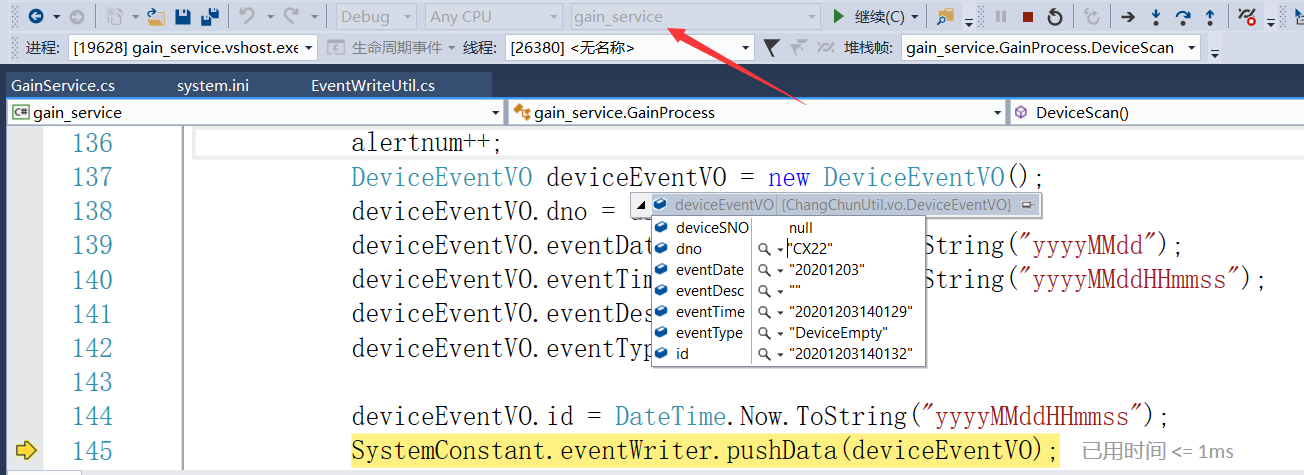 Debug Any CPU gain_service 继续(C)
进程: [19628] gain_service.vshost.exe 生命周期事件 线程: [26380] <无名称> 堆栈帧: gain_service.GainProcess.DeviceScan
GainService.cs system.ini EventWriteUtil.cs
C# gain_service gain_service.GainProcess DeviceScan()
136 alertnum++;
137 DeviceEventVO deviceEventVO = new DeviceEventVO();
deviceEventVO {ChangChunUtil.vo.DeviceEventVO}
138 deviceEventVO.dno =
deviceSNO null
139 deviceEventVO.eventDat String("yyyyMMdd");
dno "CX22"
eventDate "20201203"
140 deviceEventVO.eventTim String("yyyyMMddHHmmss");
eventDesc ""
141 deviceEventVO.eventDes
eventTime "20201203140129"
142 deviceEventVO.eventTyp
eventType "DeviceEmpty"
id "20201203140132"
143
144 deviceEventVO.id = DateTime.Now.ToString("yyyyMMddHHmmss");
145 SystemConstant.eventWriter.pushData(deviceEventVO); 已用时间 <= 1ms